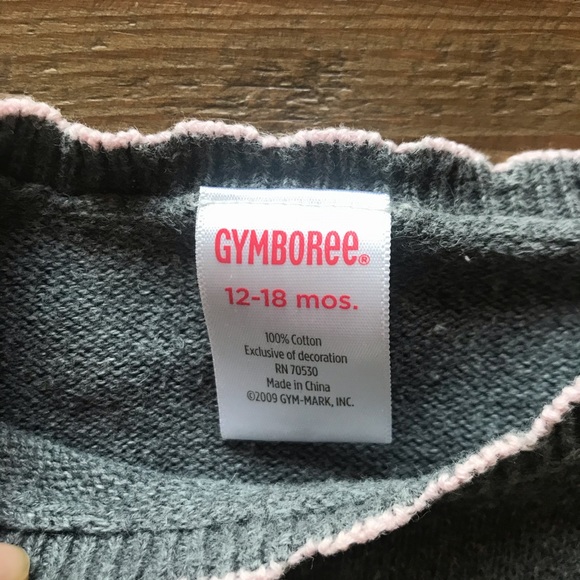 GYMBOREE®
12-18 mos.
100% Cotton
Exclusive of decoration
RN 70530
Made in China
©2009 GYM-MARK, INC.